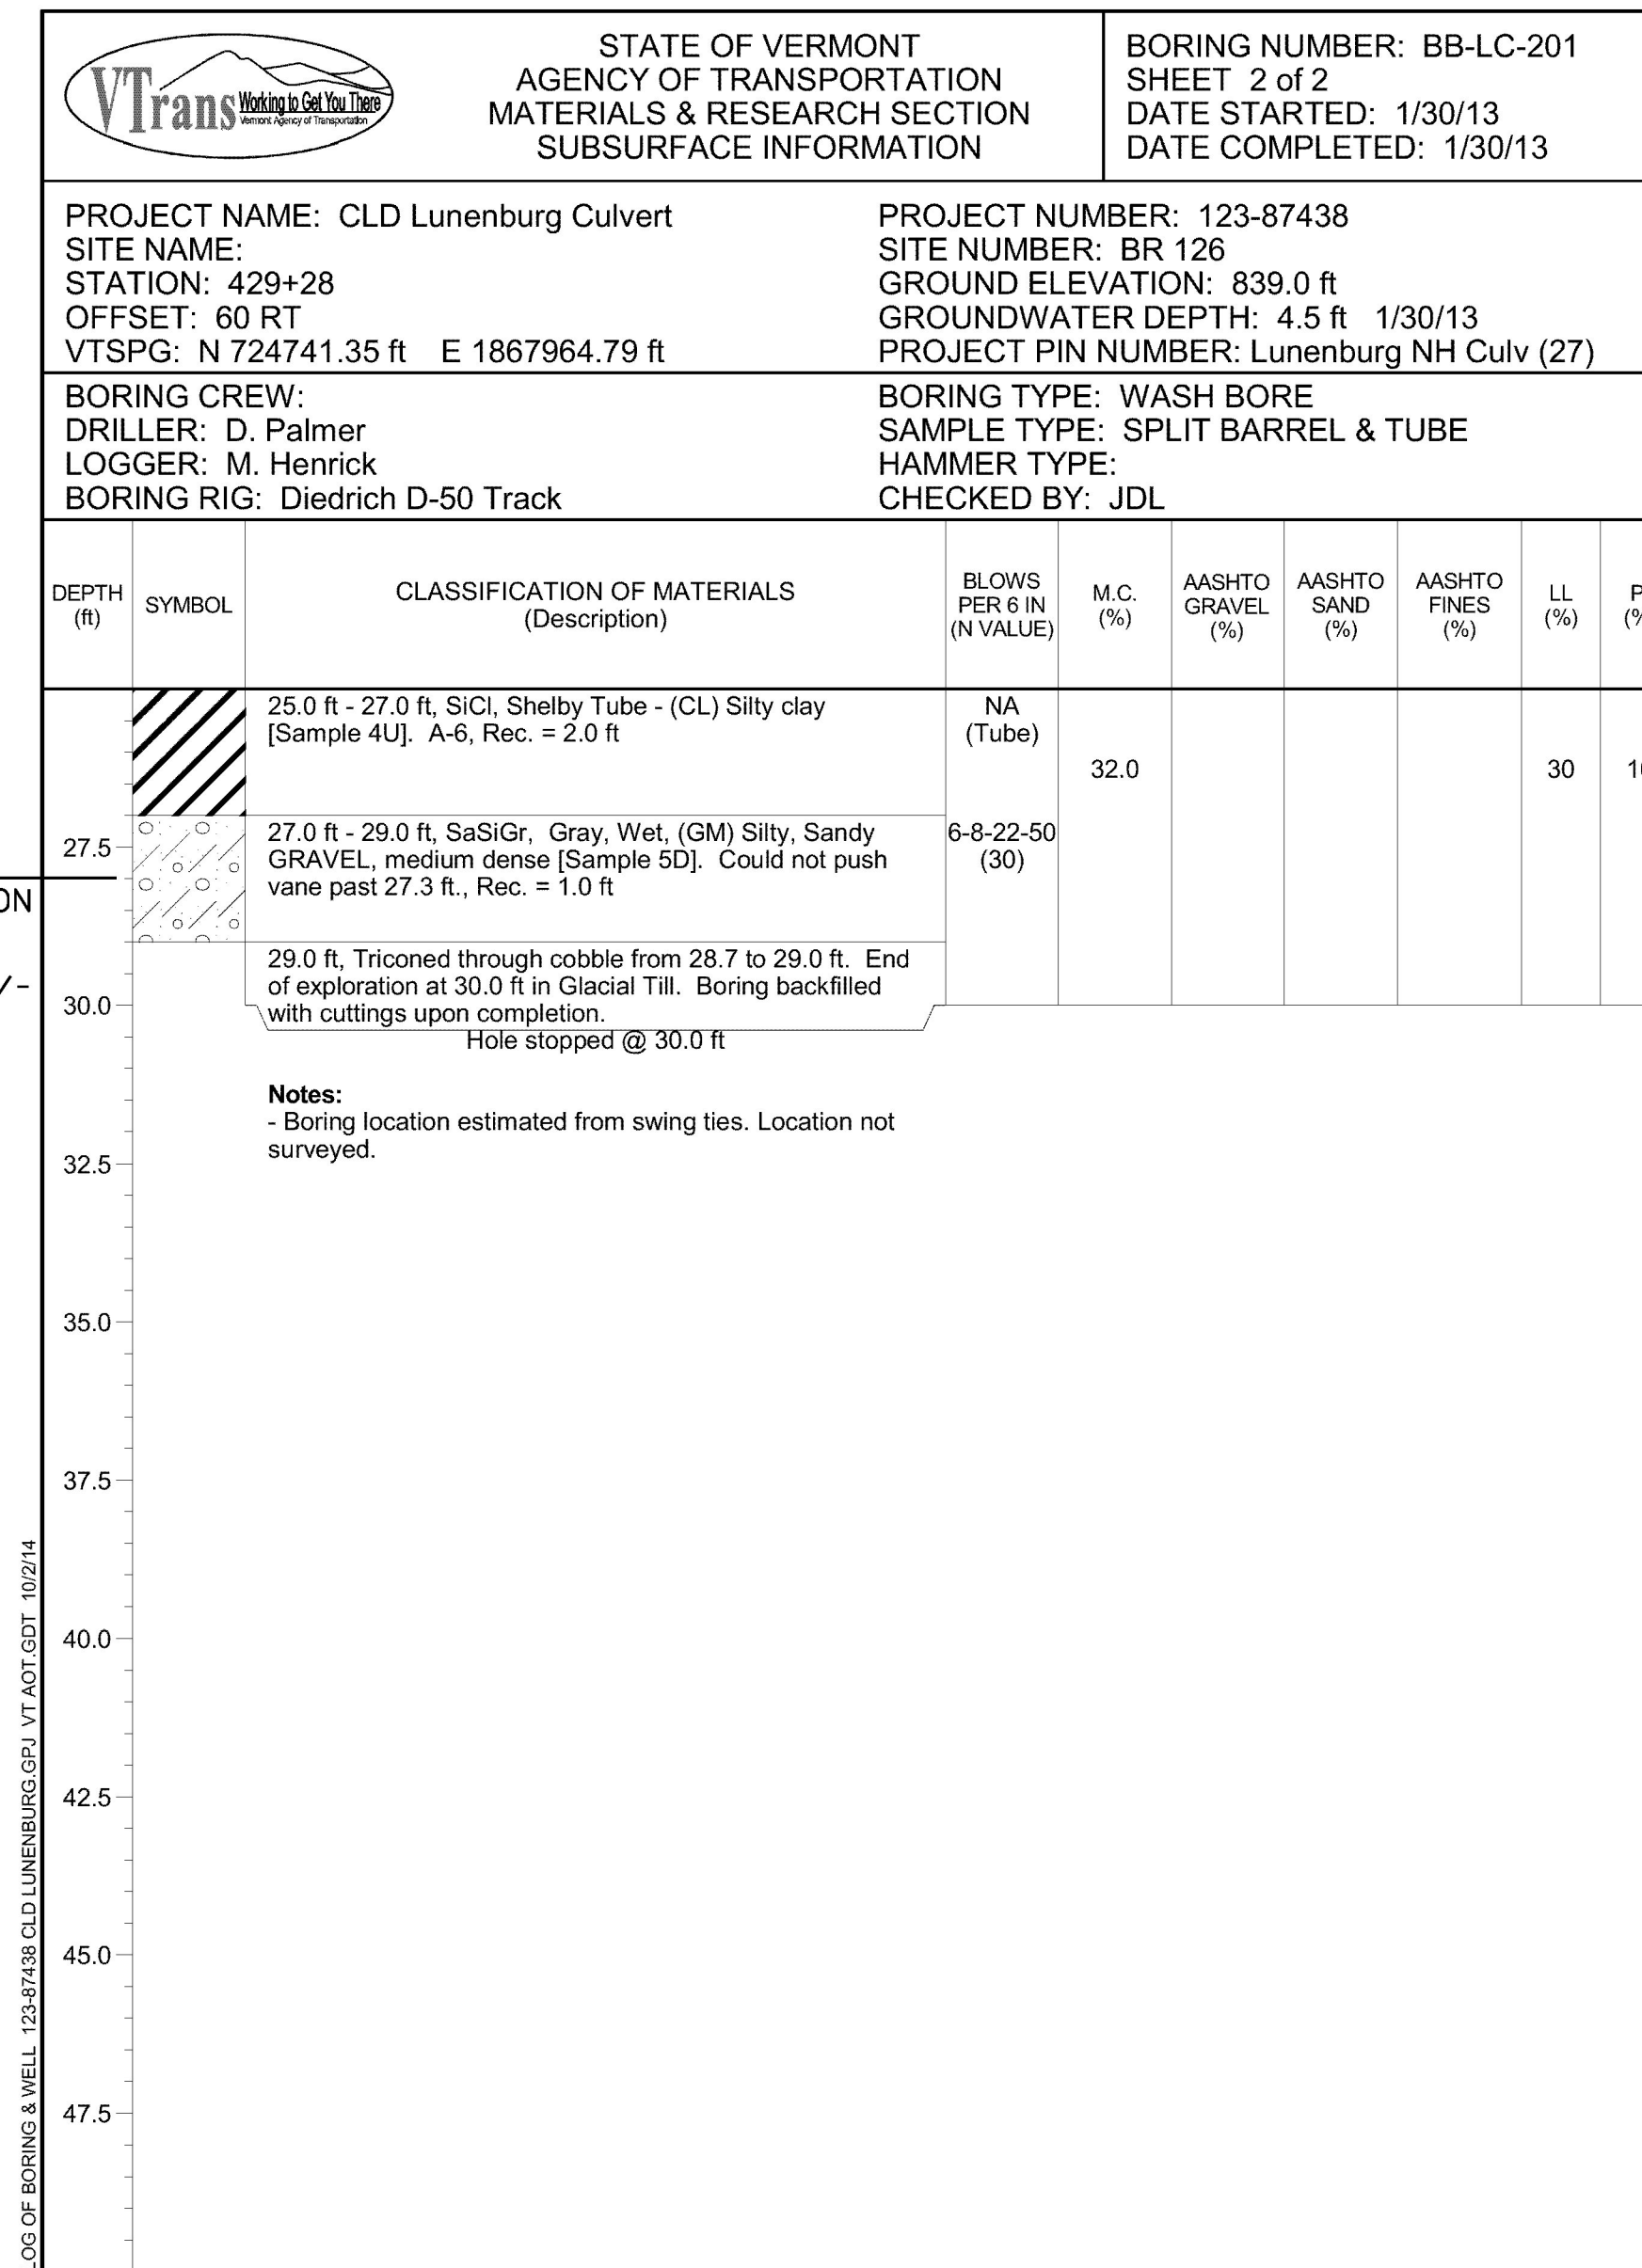 VTrans Working to Get You There
Vermont Agency of Transportation
STATE OF VERMONT
AGENCY OF TRANSPORTATION
MATERIALS & RESEARCH SECTION
SUBSURFACE INFORMATION
BORING NUMBER: BB-LC-201
SHEET 2 of 2
DATE STARTED: 1/30/13
DATE COMPLETED: 1/30/13
PROJECT NAME: CLD Lunenburg Culvert
SITE NAME:
STATION: 429+28
OFFSET: 60 RT
VTSPG: N 724741.35 ft E 1867964.79 ft
PROJECT NUMBER: 123-87438
SITE NUMBER: BR 126
GROUND ELEVATION: 839.0 ft
GROUNDWATER DEPTH: 4.5 ft 1/30/13
PROJECT PIN NUMBER: Lunenburg NH Culv (27)
BORING CREW:
DRILLER: D. Palmer
LOGGER: M. Henrick
BORING RIG: Diedrich D-50 Track
BORING TYPE: WASH BORE
SAMPLE TYPE: SPLIT BARREL & TUBE
HAMMER TYPE:
CHECKED BY: JDL
DEPTH
(ft)
SYMBOL
CLASSIFICATION OF MATERIALS
(Description)
BLOWS
PER 6 IN
(N VALUE)
M.C.
(%)
AASHTO
GRAVEL
(%)
AASHTO
SAND
(%)
AASHTO
FINES
(%)
LL
(%)
P
(%
25.0 ft - 27.0 ft, SiCl, Shelby Tube - (CL) Silty clay
[Sample 4U]. A-6, Rec. = 2.0 ft
NA
(Tube)
32.0
30
1
27.0 ft - 29.0 ft, SaSiGr, Gray, Wet, (GM) Silty, Sandy
GRAVEL, medium dense [Sample 5D]. Could not push
vane past 27.3 ft., Rec. = 1.0 ft
6-8-22-50
(30)
29.0 ft, Triconed through cobble from 28.7 to 29.0 ft. End
of exploration at 30.0 ft in Glacial Till. Boring backfilled
with cuttings upon completion.
Hole stopped @ 30.0 ft
Notes:
- Boring location estimated from swing ties. Location not
surveyed.
27.5
30.0
32.5
35.0
37.5
40.0
42.5
45.0
47.5
ON
/-
LOG OF BORING & WELL 123-87438 CLD LUNENBURG.GPJ VT AOT.GDT 10/2/14